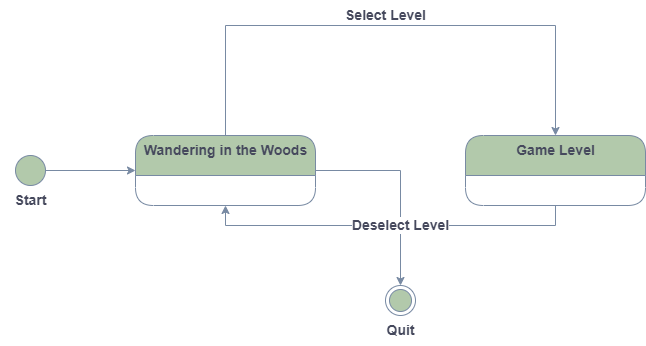 Select Level
Wandering in the Woods
Game Level
Start
Deselect Level
Quit